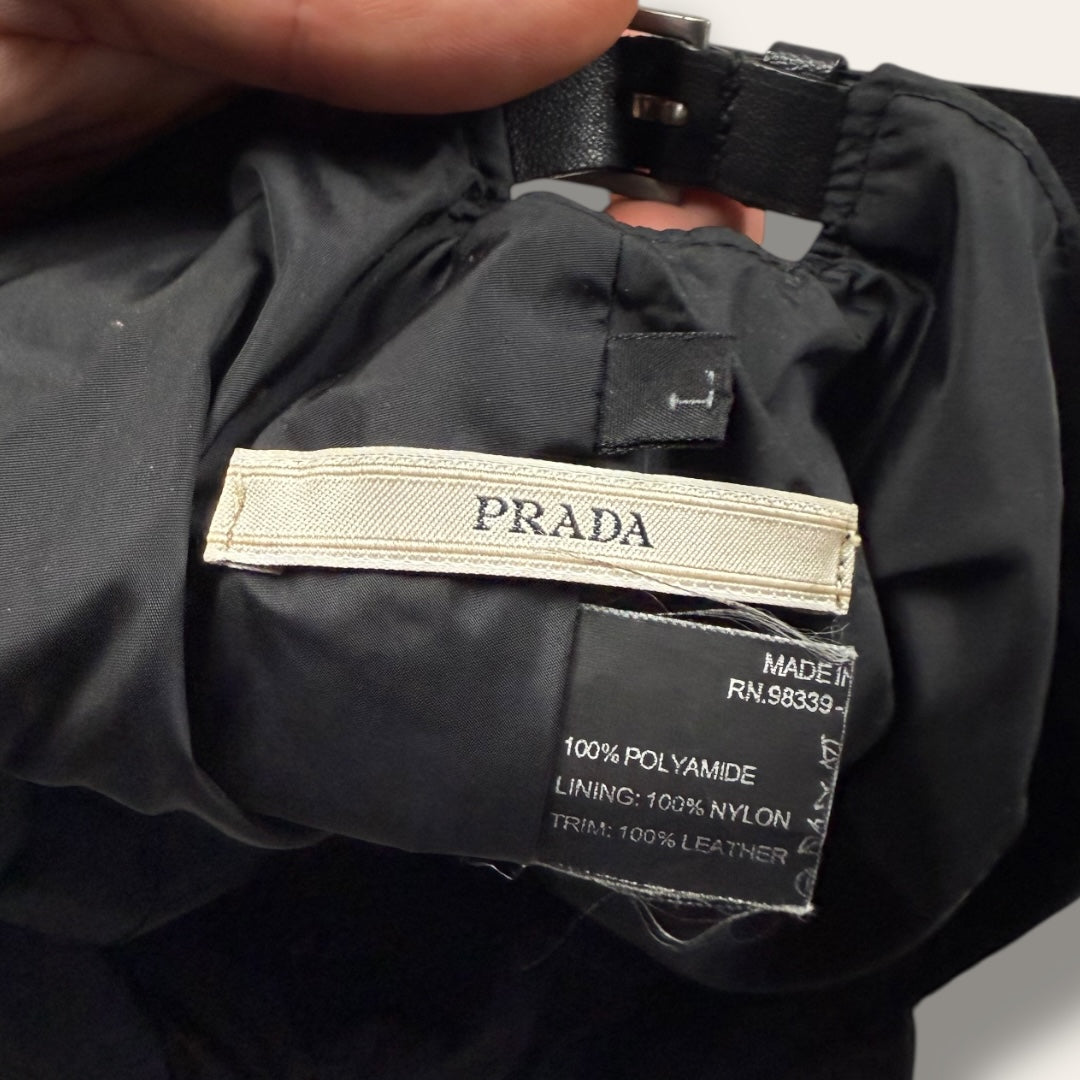 L
PRADA
MADE IN
RN.98339-
100% POLYAMIDE
LINING: 100% NYLON
TRIM: 100% LEATHER